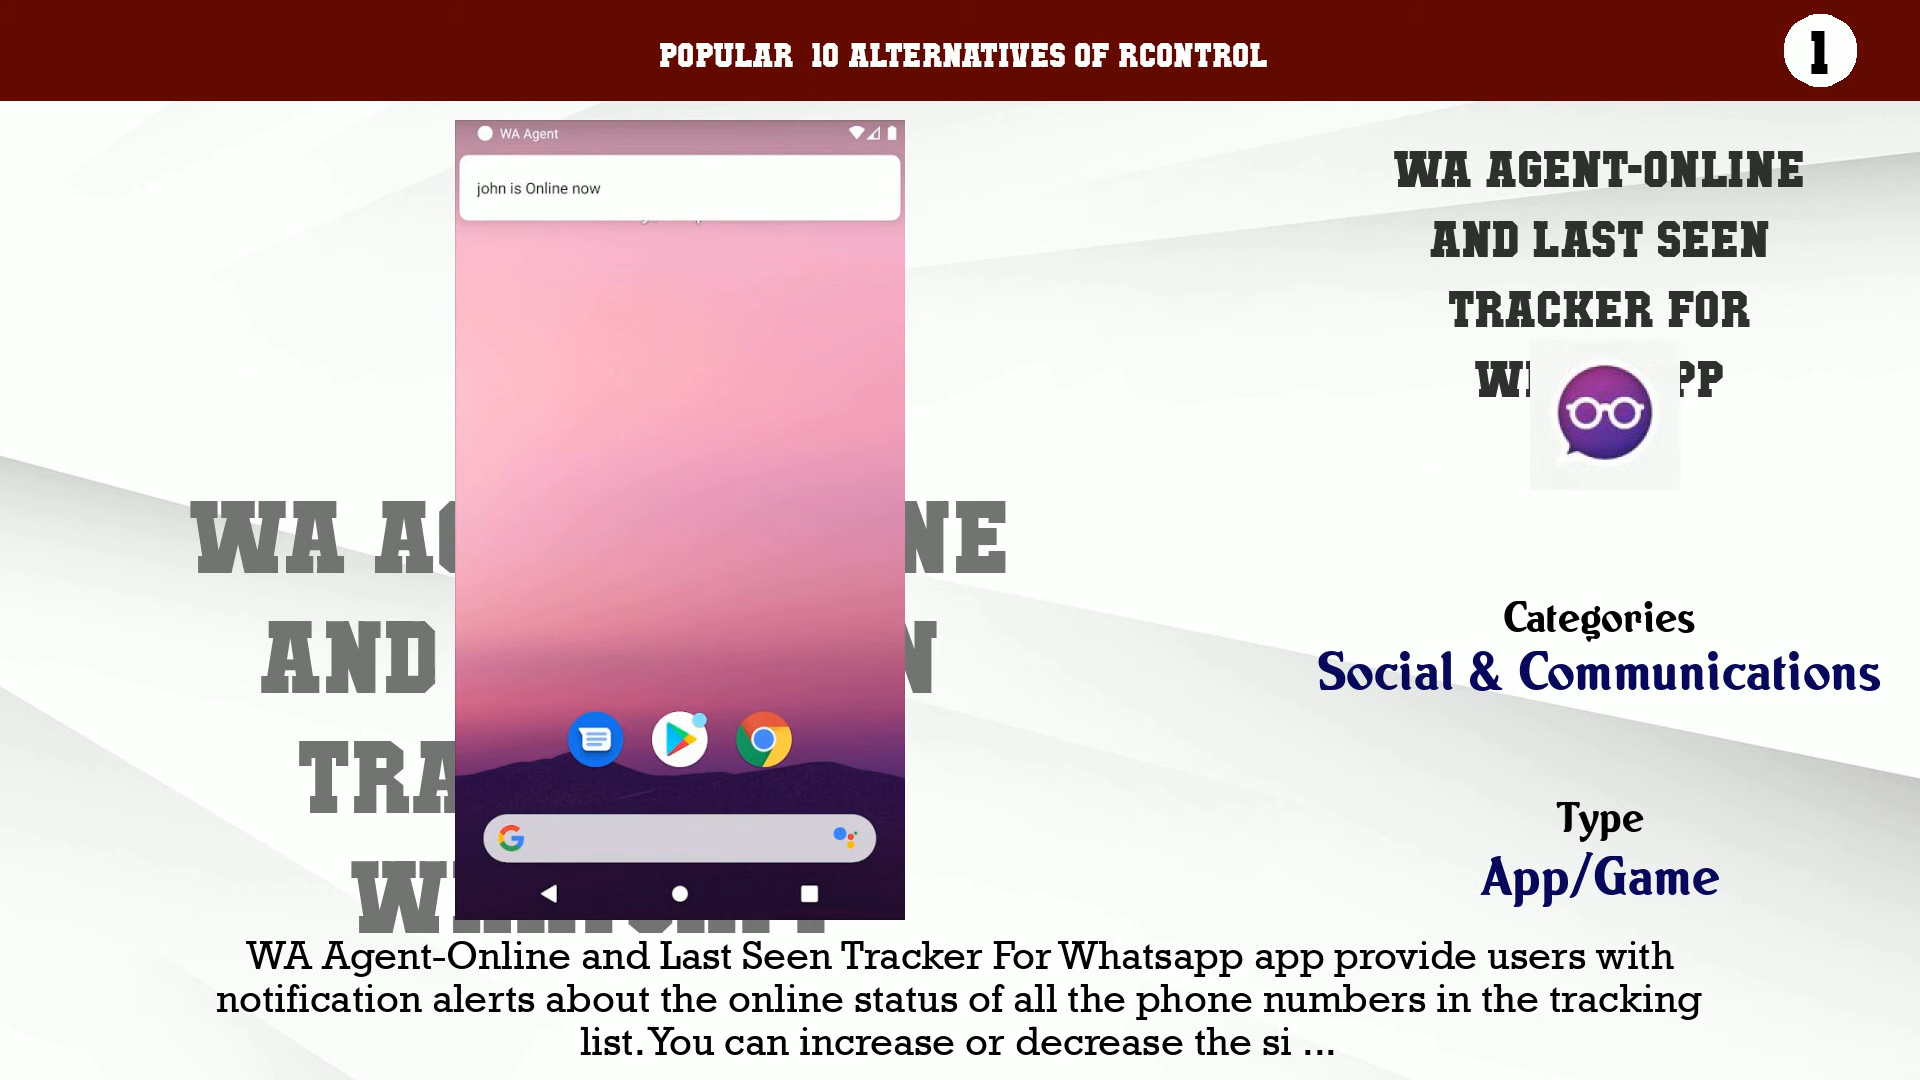 POPULAR 10 ALTERNATIVES OF RCONTROL
1
WA Agent
john is Online now
WA AGENT-ONLINE
AND LAST SEEN
TRACKER FOR
Categories
Social & Communications
Type
App/Game
WA
AND
WA Agent-Online and Last Seen Tracker For Whatsapp app provide users with
notification alerts about the online status of all the phone numbers in the tracking
list. You can increase or decrease the si ...